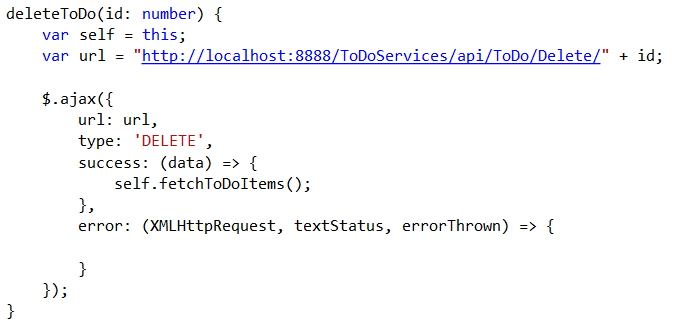 deleteToDo(id: number) {
    var self = this;
    var url = "http://localhost:8888/ToDoServices/api/ToDo/Delete/" + id;

    $.ajax({
        url: url,
        type: 'DELETE',
        success: (data) => {
            self.fetchToDoItems();
        },
        error: (XMLHttpRequest, textStatus, errorThrown) => {

        }
    });
}